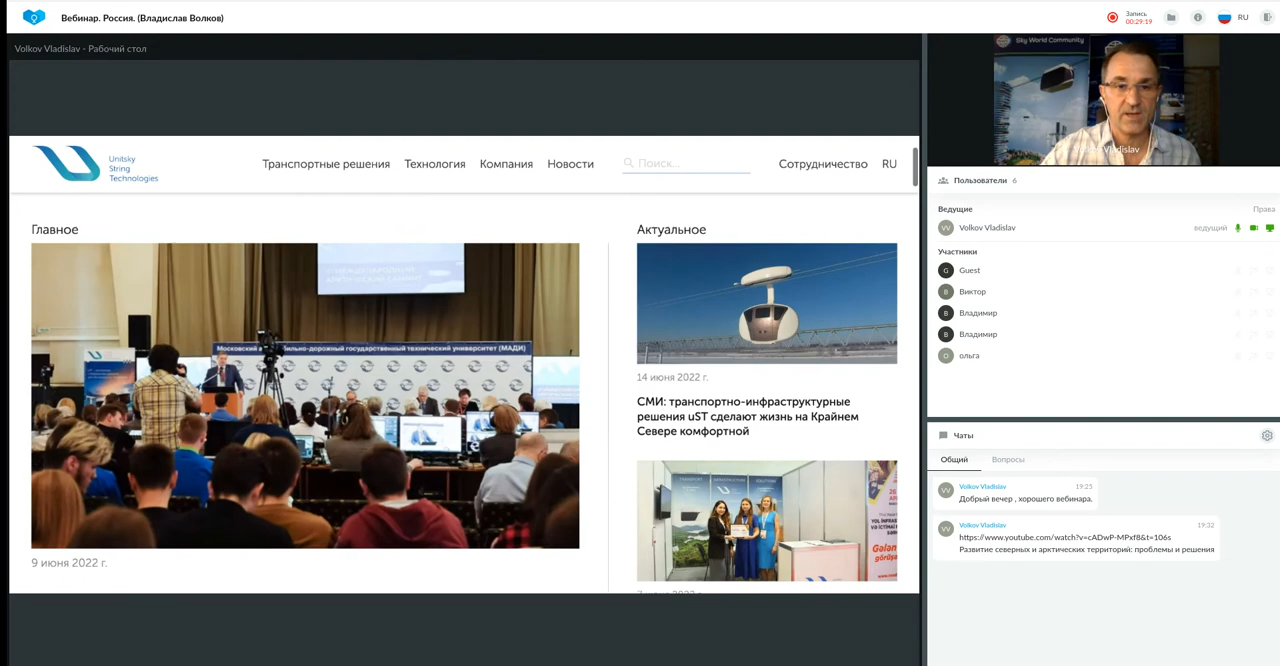 Вебинар. Россия. (Владислав Волков)
Запись
00:29:19
RU
Volkov Vladislav - Рабочий стол
Unitsky
String
Technologies
Транспортные решения
Технология
Компания
Новости
Поиск...
Сотрудничество
RU
Главное
Московский
бильно-дорожный государственный технический университет (МАДИ)
9 июня 2022 г.
Актуальное
14 июня 2022 г.
СМИ: транспортно-инфраструктурные
решения uST сделают жизнь на Крайнем
Севере комфортной
Sky World Community
Vladislav
Пользователи 6
Ведущие
Права
VV Volkov Vladislav
ведущий
Участники
G Guest
В Виктор
В Владимир
В Владимир
О ольга
Чаты
Общий
Вопросы
VV Volkov Vladislav 19:25
Добрый вечер , хорошего вебинара.
VV Volkov Vladislav 19:32
https://www.youtube.com/watch?v=cADwP-MPxf8&t=106s
Развитие северных и арктических территорий: проблемы и решения